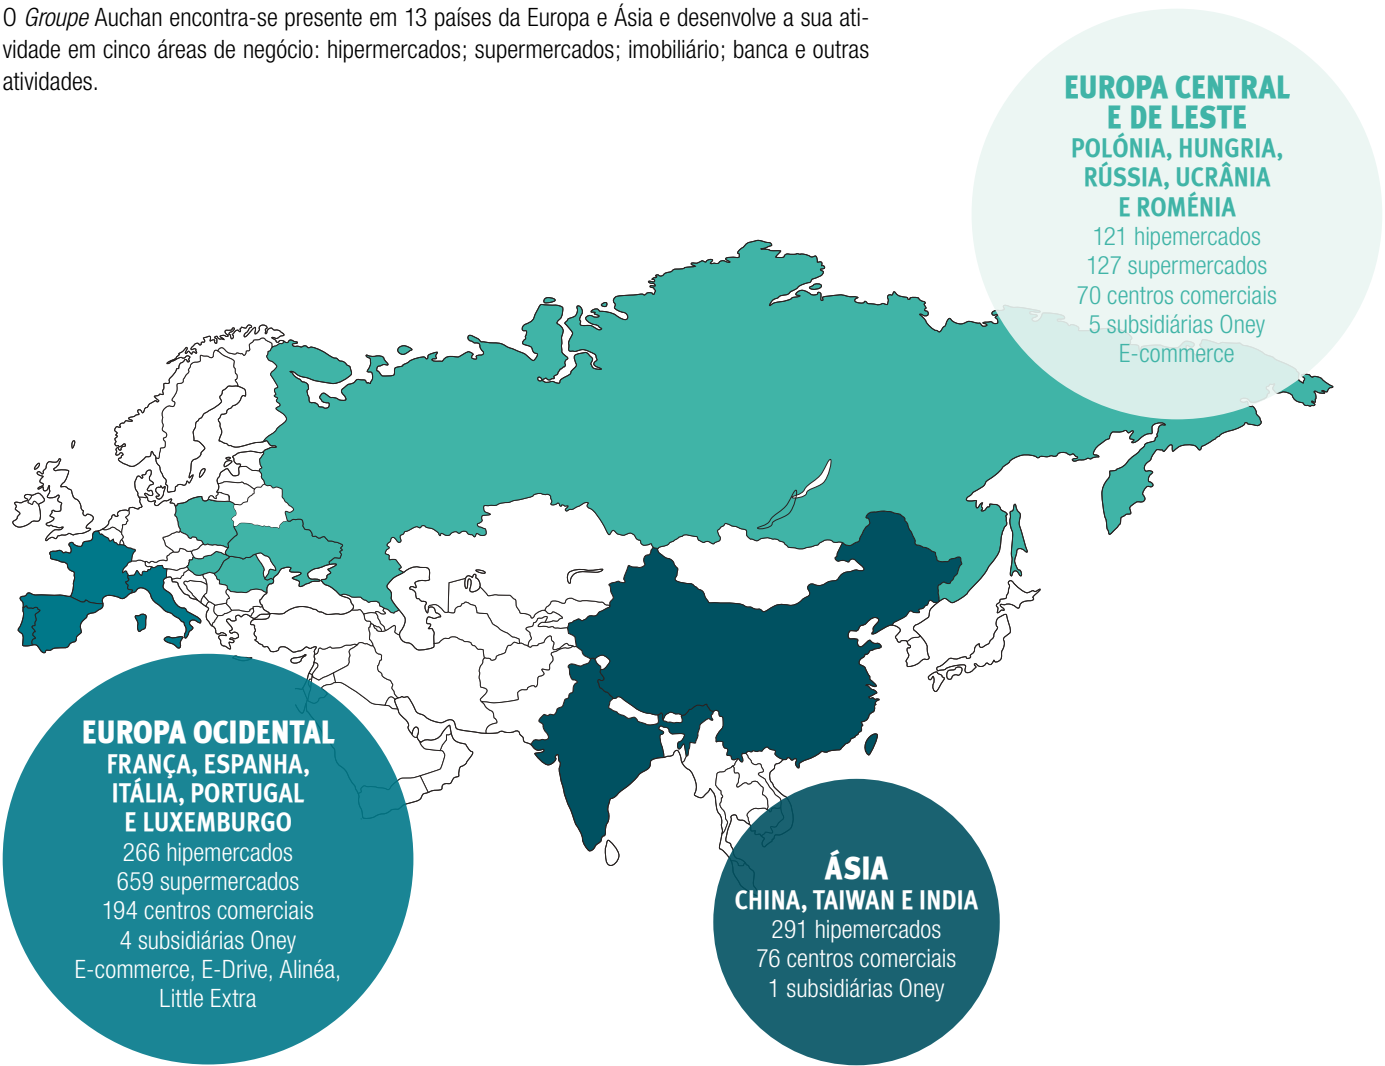 O Groupe Auchan encontra-se presente em 13 países da Europa e Ásia e desenvolve a sua ati-
vidade em cinco áreas de negócio: hipermercados; supermercados; imobiliário; banca e outras
atividades.
EUROPA CENTRAL
E DE LESTE
POLÓNIA, HUNGRIA,
RÚSSIA, UCRÂNIA
E ROMÉNIA
121 hipemercados
127 supermercados
70 centros comerciais
5 subsidiárias Oney
E-commerce
EUROPA OCIDENTAL
FRANÇA, ESPANHA,
ITÁLIA, PORTUGAL
E LUXEMBURGO
266 hipemercados
659 supermercados
194 centros comerciais
4 subsidiárias Oney
E-commerce, E-Drive, Alinéa,
Little Extra
ÁSIA
CHINA, TAIWAN E INDIA
291 hipemercados
76 centros comerciais
1 subsidiárias Oney